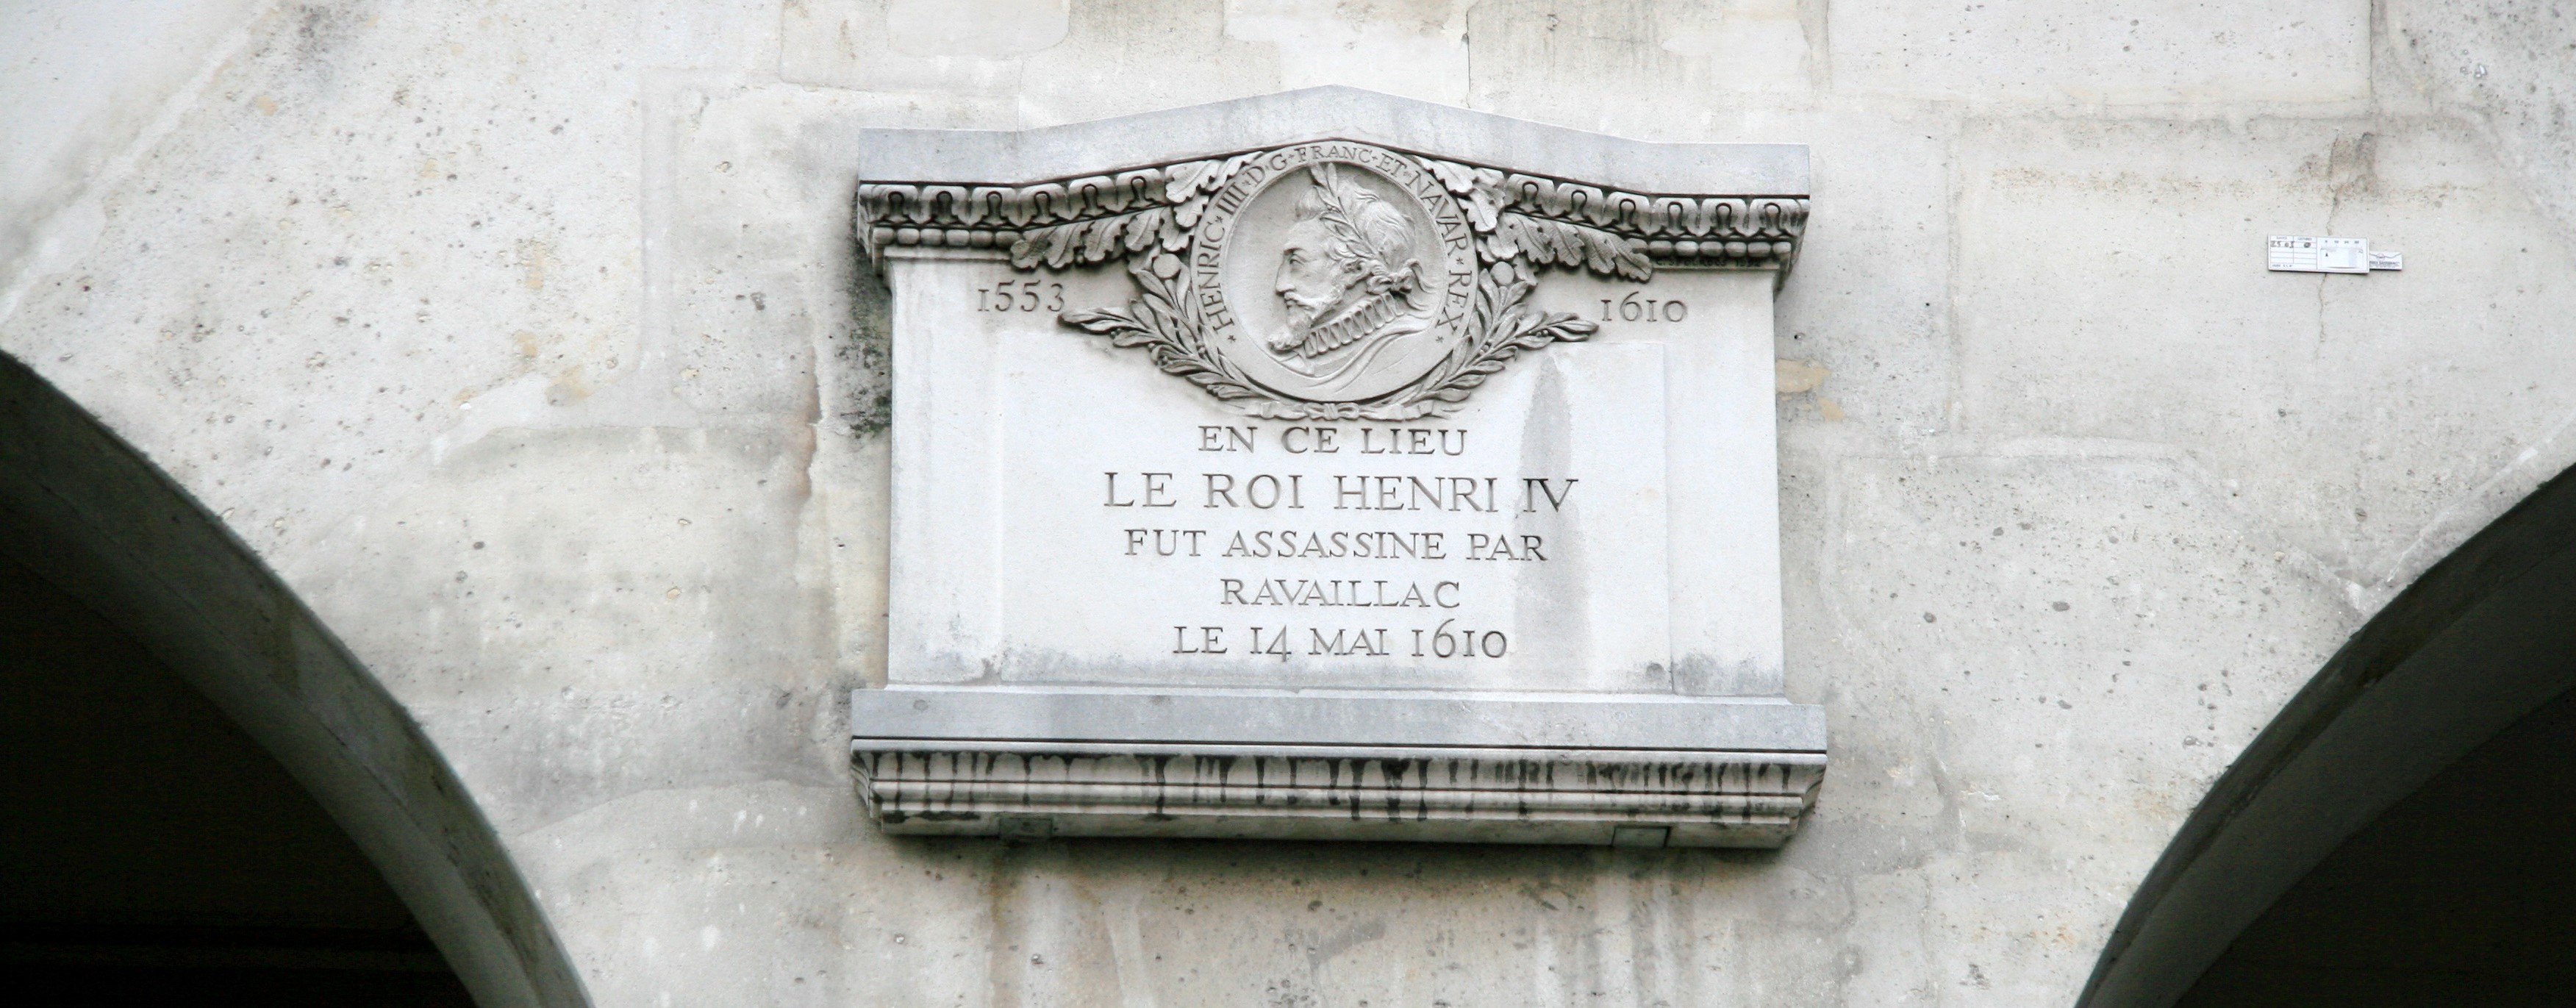 HENRIC·IIII·D·G·FRANC·ET·NAVAR·REX
1553
1610
EN CE LIEU
LE ROI HENRI IV
FUT ASSASSINE PAR
RAVAILLAC
LE 14 MAI 1610